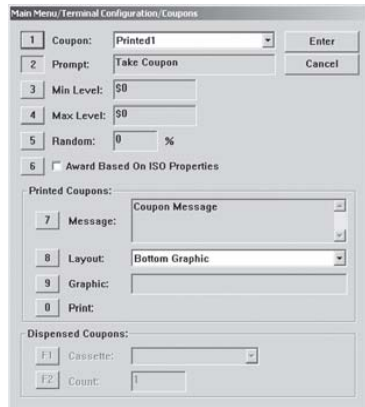 Main Menu/Terminal Configuration/Coupons
1 Coupon: Printed1 Enter
2 Prompt: Take Coupon Cancel
3 Min Level: $0
4 Max Level: $0
5 Random: 0 %
6 Award Based On ISO Properties
Printed Coupons:
7 Message: Coupon Message
8 Layout: Bottom Graphic
9 Graphic:
0 Print:
Dispensed Coupons:
F1 Cassette:
F2 Count: 1